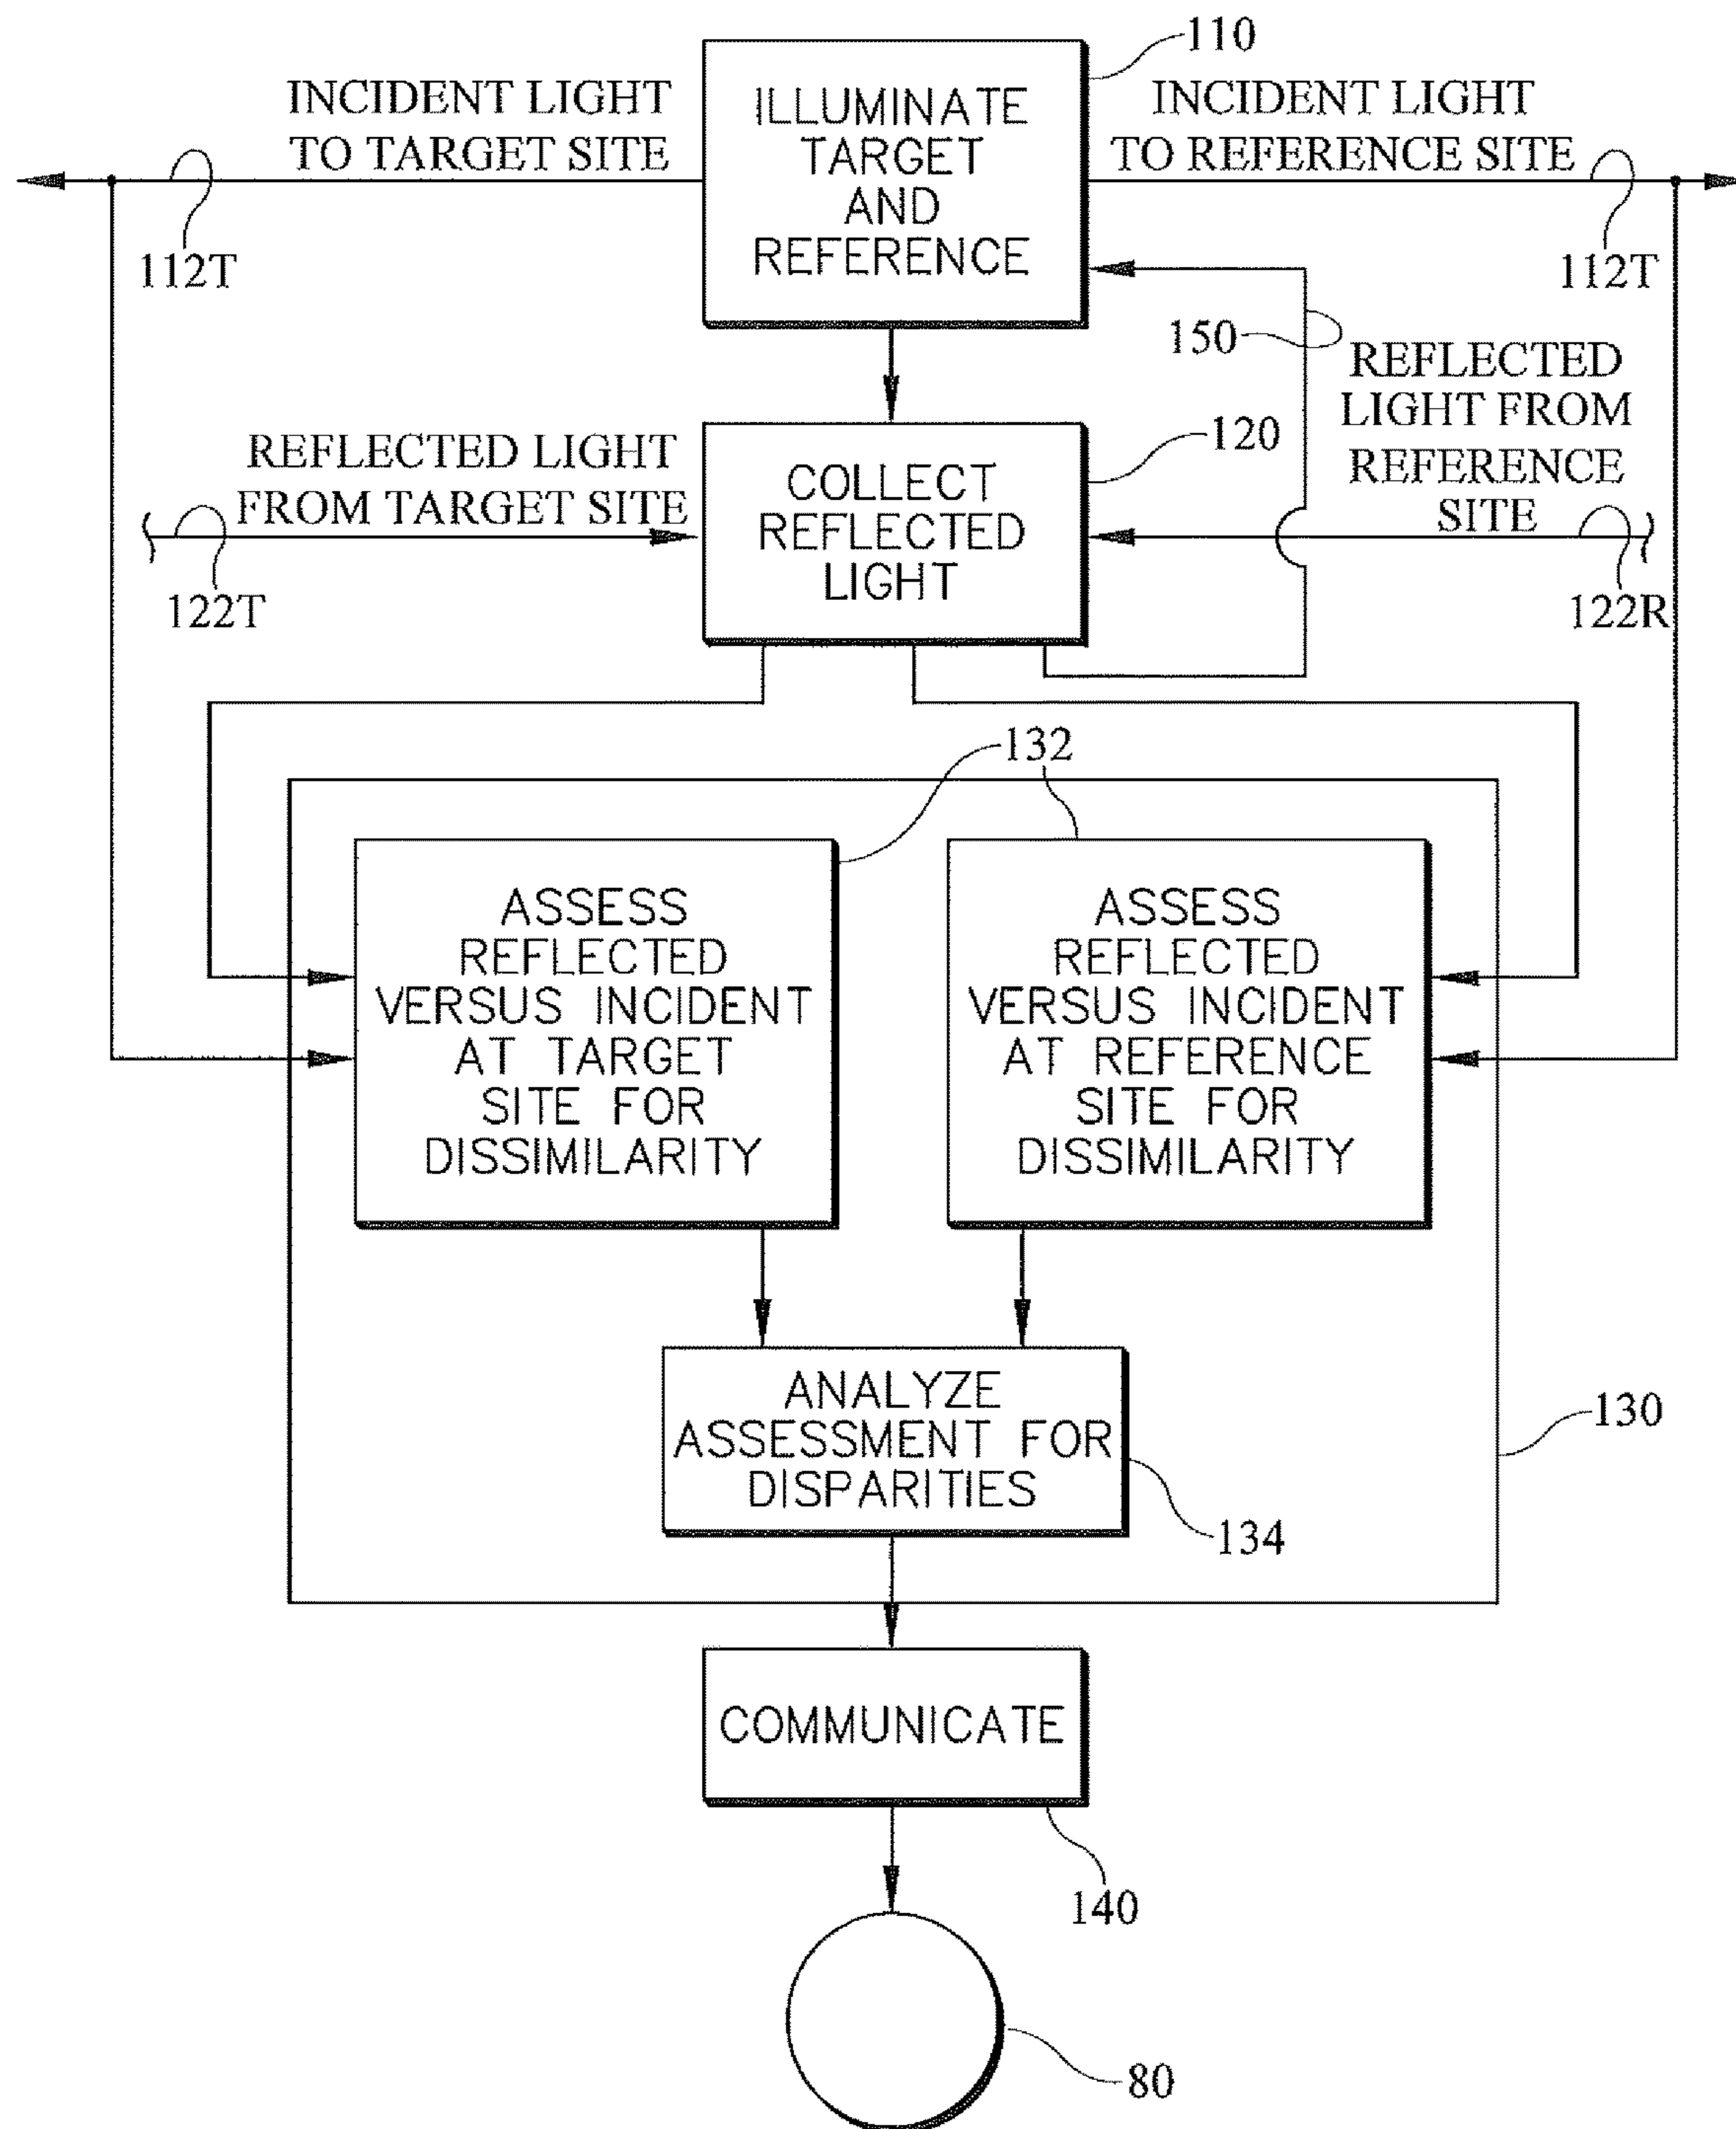 110
INCIDENT LIGHT
TO TARGET SITE
ILLUMINATE
TARGET
AND
REFERENCE
INCIDENT LIGHT
TO REFERENCE SITE
112T
112T
150
REFLECTED
LIGHT FROM
REFERENCE
SITE
120
REFLECTED LIGHT
FROM TARGET SITE
COLLECT
REFLECTED
LIGHT
122T
122R
132
ASSESS
REFLECTED
VERSUS INCIDENT
AT TARGET
SITE FOR
DISSIMILARITY
ASSESS
REFLECTED
VERSUS INCIDENT
AT REFERENCE
SITE FOR
DISSIMILARITY
ANALYZE
ASSESSMENT FOR
DISPARITIES
130
134
COMMUNICATE
140
80